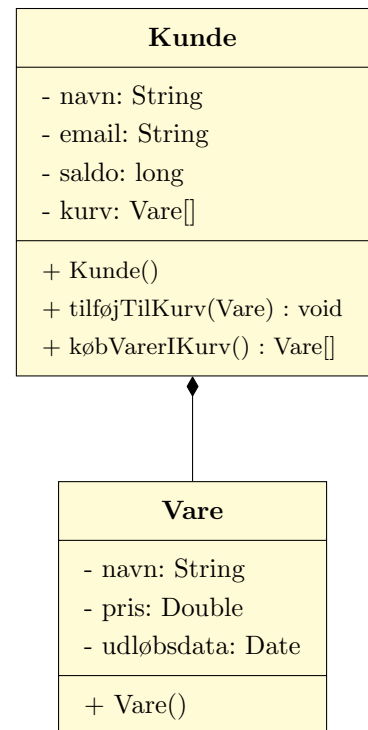 Kunde
- navn: String
- email: String
- saldo: long
- kurv: Vare[]
+ Kunde()
+ tilføjTilKurv(Vare) : void
+ købVarerIKurv() : Vare[]
Vare
- navn: String
- pris: Double
- udløbsdata: Date
+ Vare()